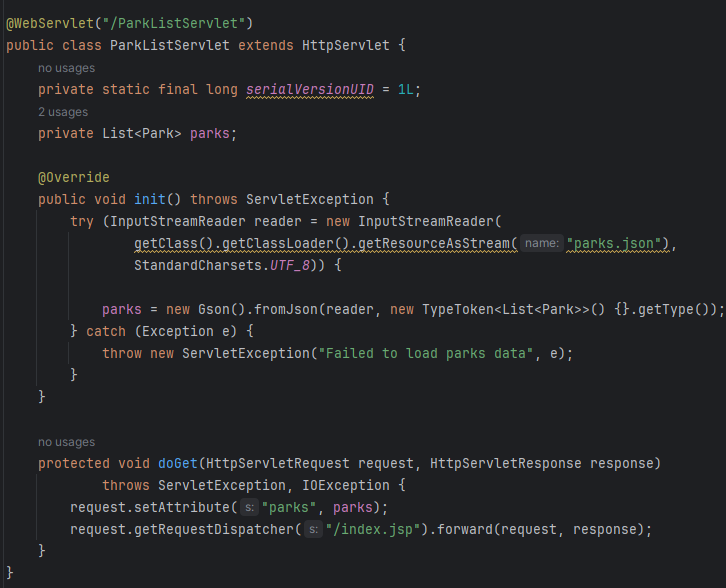 @WebServlet("/ParkListServlet")
public class ParkListServlet extends HttpServlet {
no usages
private static final long serialVersionUID = 1L;
2 usages
private List<Park> parks;
@Override
public void init() throws ServletException {
try (InputStreamReader reader = new InputStreamReader(
getClass().getClassLoader().getResourceAsStream( name: "parks.json"),
StandardCharsets.UTF_8)) {
parks = new Gson().fromJson(reader, new TypeToken<List<Park>>() {}.getType());
} catch (Exception e) {
throw new ServletException("Failed to load parks data", e);
}
}
no usages
protected void doGet(HttpServletRequest request, HttpServletResponse response)
throws ServletException, IOException {
request.setAttribute( s: "parks", parks);
request.getRequestDispatcher( s: "/index.jsp").forward(request, response);
}
}